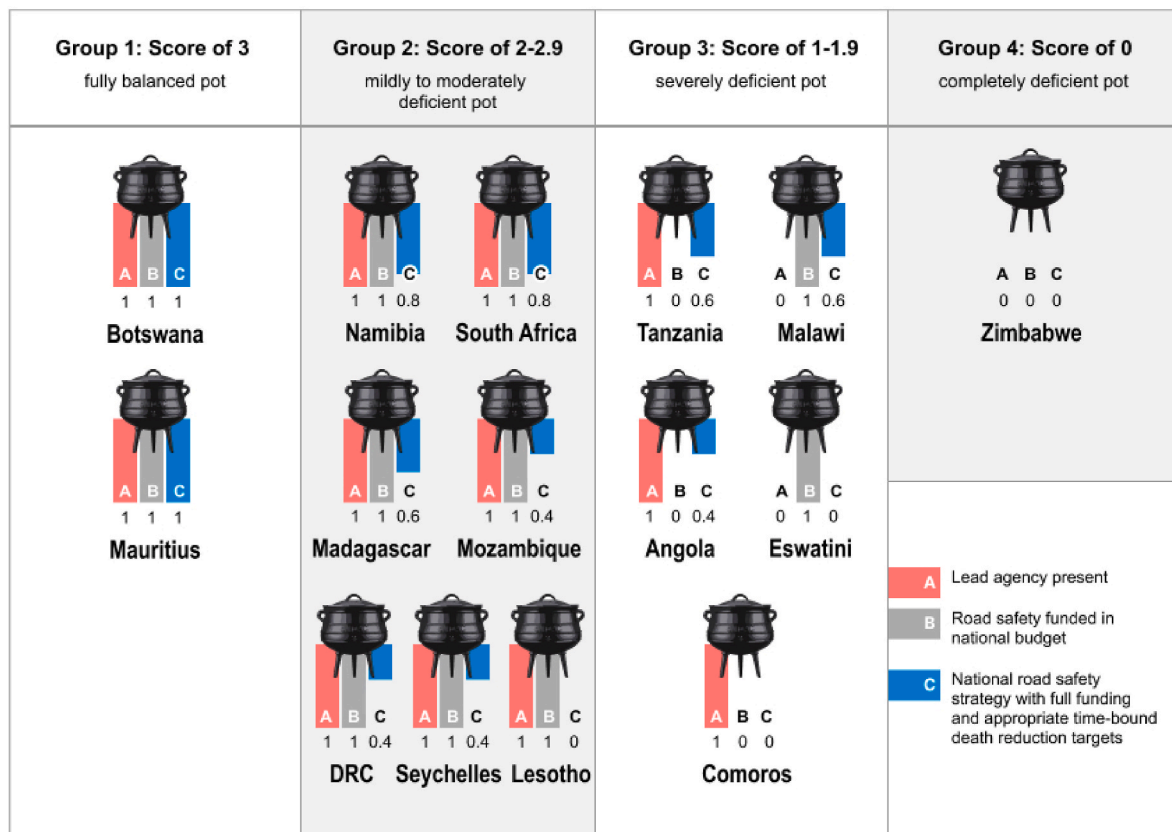 Group 1: Score of 3
fully balanced pot
Group 2: Score of 2-2.9
mildly to moderately
deficient pot
Group 3: Score of 1-1.9
severely deficient pot
Group 4: Score of 0
completely deficient pot
A B C
1 1 1
Botswana
A B C
1 1 0.8
Namibia
A B C
1 1 0.8
South Africa
A B C
1 0 0.6
Tanzania
A B C
0 1 0.6
Malawi
A B C
0 0 0
Zimbabwe
A B C
1 1 1
Mauritius
A B C
1 1 0.6
Madagascar
A B C
1 1 0.4
Mozambique
A B C
1 0 0.4
Angola
A B C
0 1 0
Eswatini
A B C
1 1 0.4
DRC
A B C
1 1 0.4
Seychelles
A B C
1 1 0
Lesotho
A B C
1 0 0
Comoros
A Lead agency present
B Road safety funded in
national budget
C National road safety
strategy with full funding
and appropriate time-bound
death reduction targets